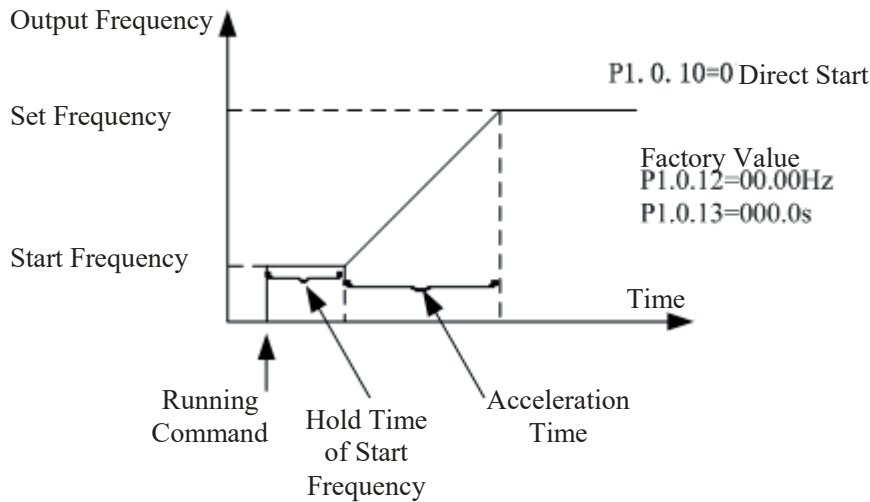 Output Frequency
P1. 0. 10=0 Direct Start
Set Frequency
Factory Value
P1.0.12=00.00Hz
P1.0.13=000.0s
Start Frequency
Time
Running
Command
Hold Time
of Start
Frequency
Acceleration
Time